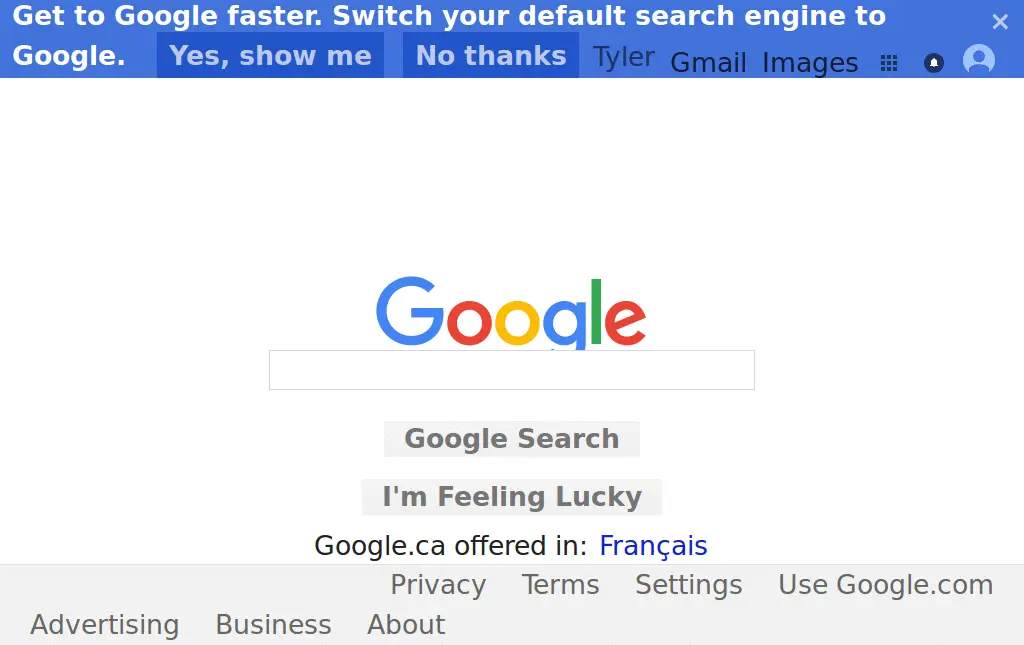 Get to Google faster. Switch your default search engine to
Google. Yes, show me No thanks Tyler Gmail Images
Google
Google Search
I'm Feeling Lucky
Google.ca offered in: Français
Privacy Terms Settings Use Google.com
Advertising Business About